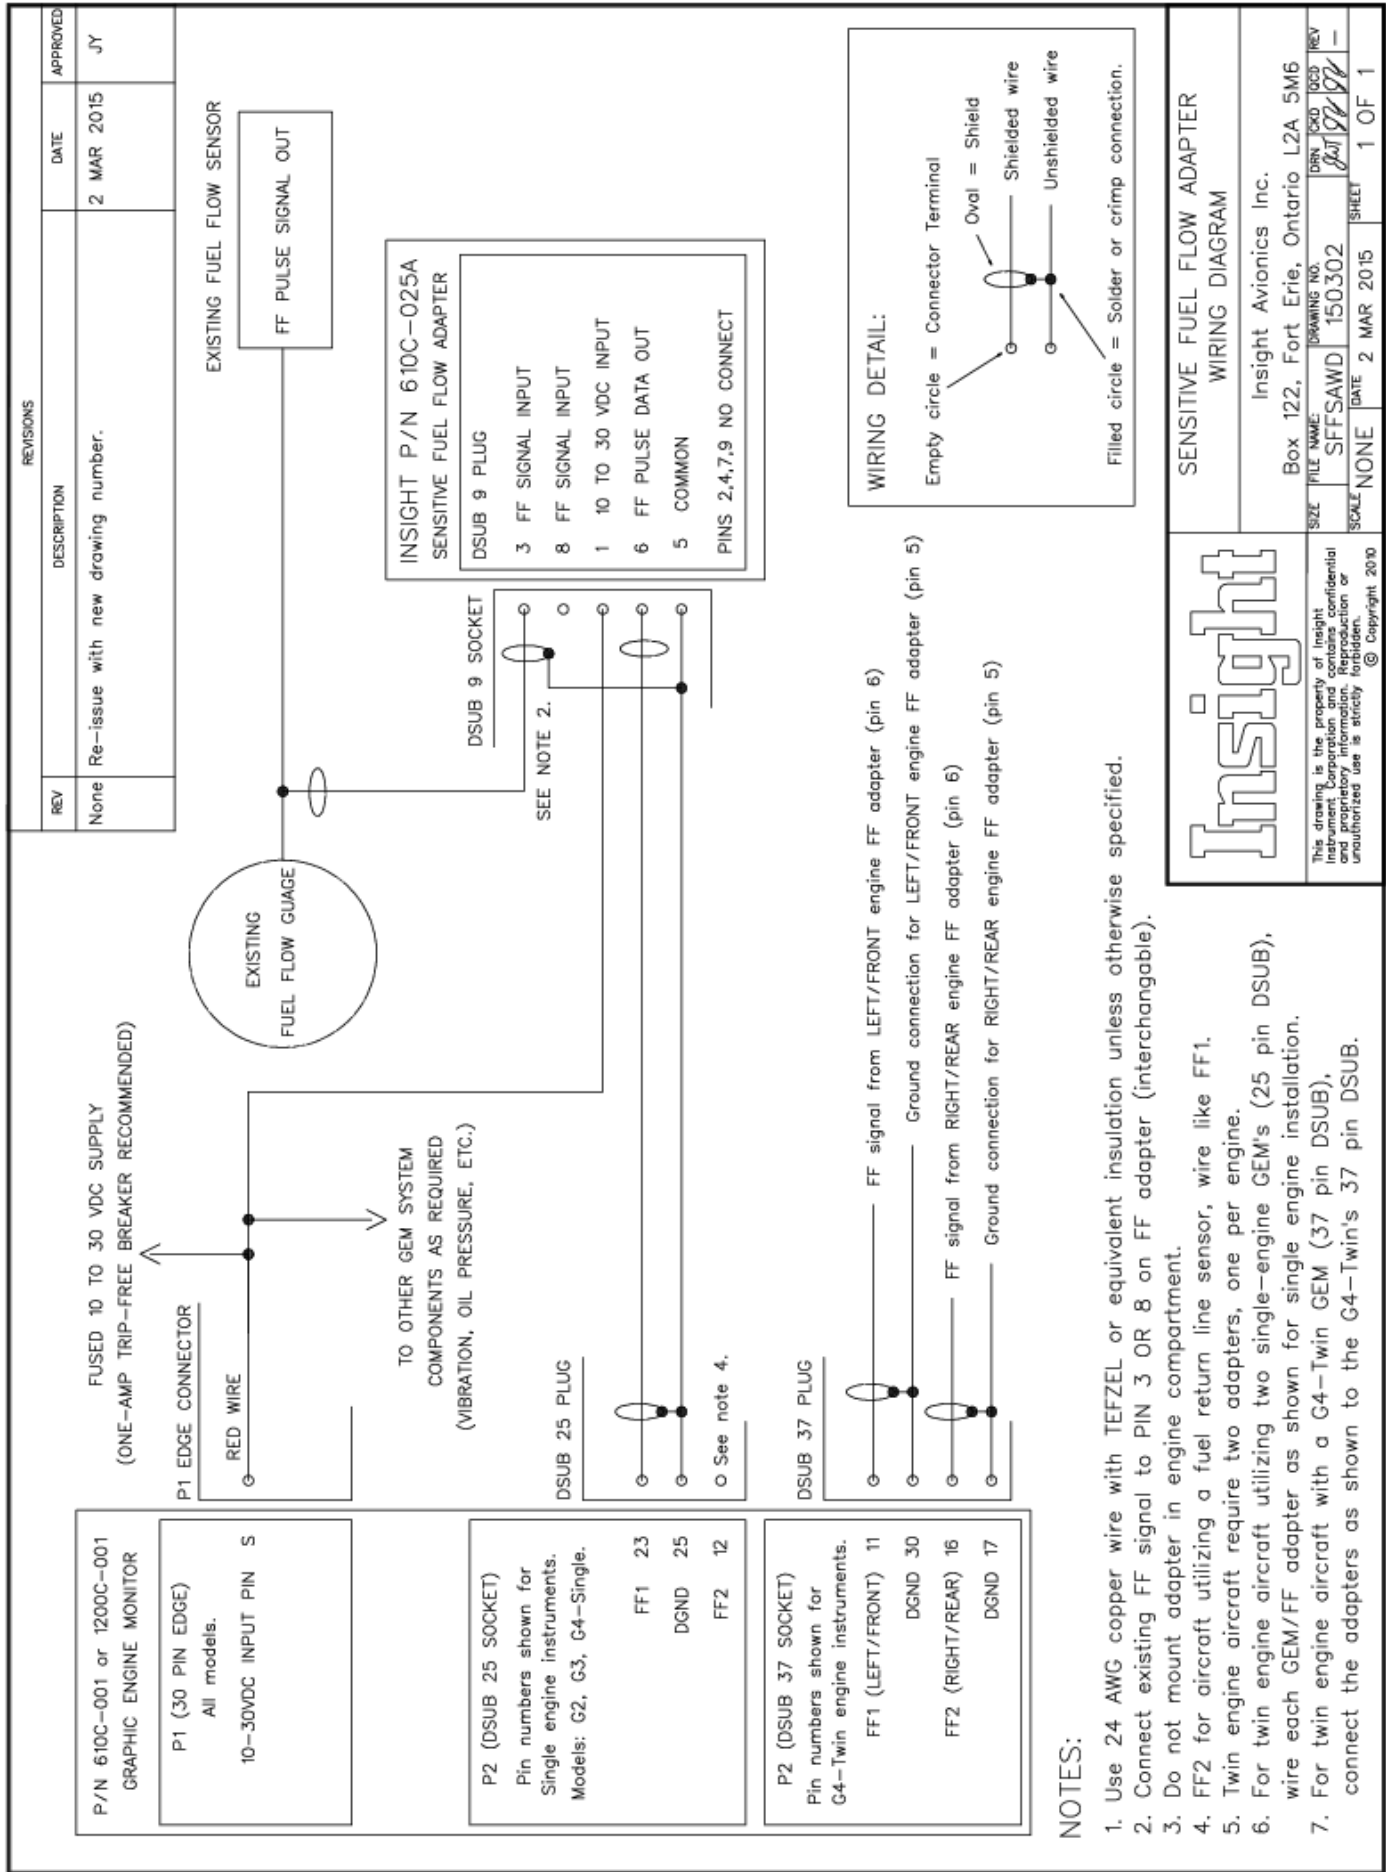 REVISIONS
REV DESCRIPTION DATE APPROVED
None Re-issue with new drawing number. 2 MAR 2015 JY
FUSED 10 TO 30 VDC SUPPLY
(ONE-AMP TRIP-FREE BREAKER RECOMMENDED)
EXISTING FUEL FLOW SENSOR
FF PULSE SIGNAL OUT
EXISTING
FUEL FLOW GUAGE
P/N 610C-001 or 1200C-001
GRAPHIC ENGINE MONITOR
P1 (30 PIN EDGE)
All models.
10-30VDC INPUT PIN S
P1 EDGE CONNECTOR
RED WIRE
TO OTHER GEM SYSTEM
COMPONENTS AS REQUIRED
(VIBRATION, OIL PRESSURE, ETC.)
INSIGHT P/N 610C-025A
SENSITIVE FUEL FLOW ADAPTER
DSUB 9 SOCKET
DSUB 9 PLUG
3 FF SIGNAL INPUT
8 FF SIGNAL INPUT
1 10 TO 30 VDC INPUT
6 FF PULSE DATA OUT
5 COMMON
PINS 2,4,7,9 NO CONNECT
SEE NOTE 2.
P2 (DSUB 25 SOCKET)
Pin numbers shown for
Single engine instruments.
Models: G2, G3, G4-Single.
FF1 23
DGND 25
FF2 12
DSUB 25 PLUG
See note 4.
P2 (DSUB 37 SOCKET)
Pin numbers shown for
G4-Twin engine instruments.
FF1 (LEFT/FRONT) 11
DGND 30
FF2 (RIGHT/REAR) 16
DGND 17
DSUB 37 PLUG
FF signal from LEFT/FRONT engine FF adapter (pin 6)
Ground connection for LEFT/FRONT engine FF adapter (pin 5)
FF signal from RIGHT/REAR engine FF adapter (pin 6)
Ground connection for RIGHT/REAR engine FF adapter (pin 5)
WIRING DETAIL:
Empty circle = Connector Terminal
Oval = Shield
Shielded wire
Unshielded wire
Filled circle = Solder or crimp connection.
NOTES:
1. Use 24 AWG copper wire with TEFZEL or equivalent insulation unless otherwise specified.
2. Connect existing FF signal to PIN 3 OR 8 on FF adapter (interchangable).
3. Do not mount adapter in engine compartment.
4. FF2 for aircraft utilizing a fuel return line sensor, wire like FF1.
5. Twin engine aircraft require two adapters, one per engine.
6. For twin engine aircraft utilizing two single-engine GEM's (25 pin DSUB),
wire each GEM/FF adapter as shown for single engine installation.
7. For twin engine aircraft with a G4-Twin GEM (37 pin DSUB),
connect the adapters as shown to the G4-Twin's 37 pin DSUB.
Insight
This drawing is the property of Insight
Instrument Corporation and contains confidential
and proprietary information. Reproduction or
unauthorized use is strictly forbiden.
© Copyright 2010
SENSITIVE FUEL FLOW ADAPTER
WIRING DIAGRAM
Insight Avionics Inc.
Box 122, Fort Erie, Ontario L2A 5M6
SIZE FILE NAME: SFFSAWD DRAWING NO. 150302 DRN CKD QCD REV —
SCALE NONE DATE 2 MAR 2015 SHEET 1 OF 1